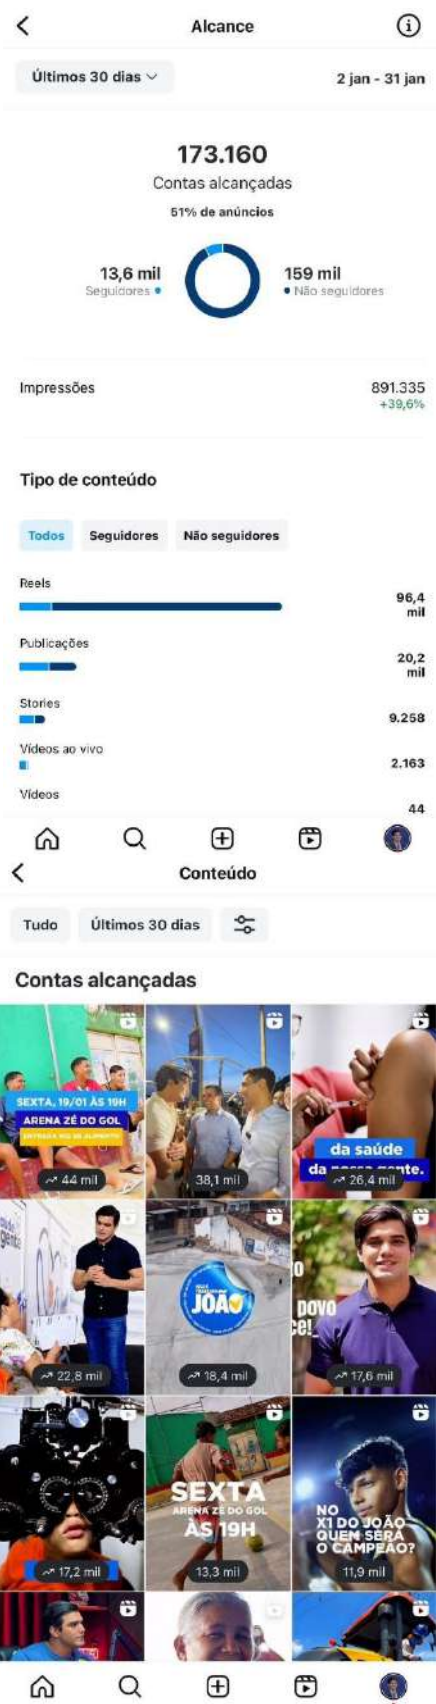 Alcance
Últimos 30 dias
2 jan - 31 jan
173.160
Contas alcançadas
51% de anúncios
13,6 mil
Seguidores
159 mil
Não seguidores
Impressões
891.335
+39,6%
Tipo de conteúdo
Todos
Seguidores
Não seguidores
Reels
96,4
mil
Publicações
20,2
mil
Stories
9.258
Vídeos ao vivo
2.163
Vídeos
44
Conteúdo
Tudo
Últimos 30 dias
Contas alcançadas
SEXTA, 19/01 ÀS 19H
ARENA ZÉ DO GOL
44 mil
38,1 mil
da saúde
da nossa gente.
26,4 mil
22,8 mil
JOÃO
18,4 mil
povo
17,6 mil
17,2 mil
SEXTA
ARENA ZÉ DO GOL
ÀS 19H
13,3 mil
NO
X1 DO JOÃO
QUEM SERÁ
O CAMPEÃO?
11,9 mil